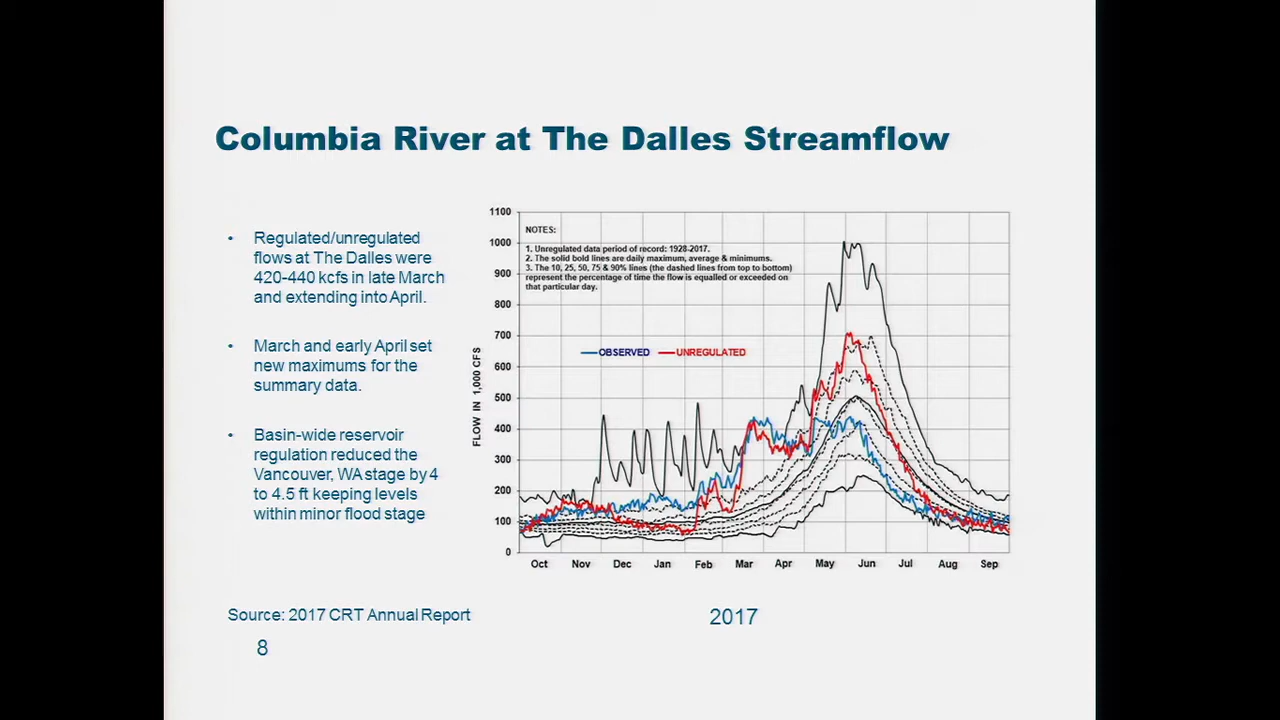 Columbia River at The Dalles Streamflow
• Regulated/unregulated
flows at The Dalles were
420-440 kcfs in late March
and extending into April.
• March and early April set
new maximums for the
summary data.
• Basin-wide reservoir
regulation reduced the
Vancouver, WA stage by 4
to 4.5 ft keeping levels
within minor flood stage
FLOW IN 1,000 CFS
1100
1000
900
800
700
600
500
400
300
200
100
0
NOTES:
1. Unregulated data period of record: 1928-2017.
2. The solid bold lines are daily maximum, average & minimums.
3. The 10, 25, 50, 75 & 90% lines (the dashed lines from top to bottom)
represent the percentage of time the flow is equalled or exceeded on
that particular day.
OBSERVED UNREGULATED
Oct Nov Dec Jan Feb Mar Apr May Jun Jul Aug Sep
Source: 2017 CRT Annual Report
2017
8